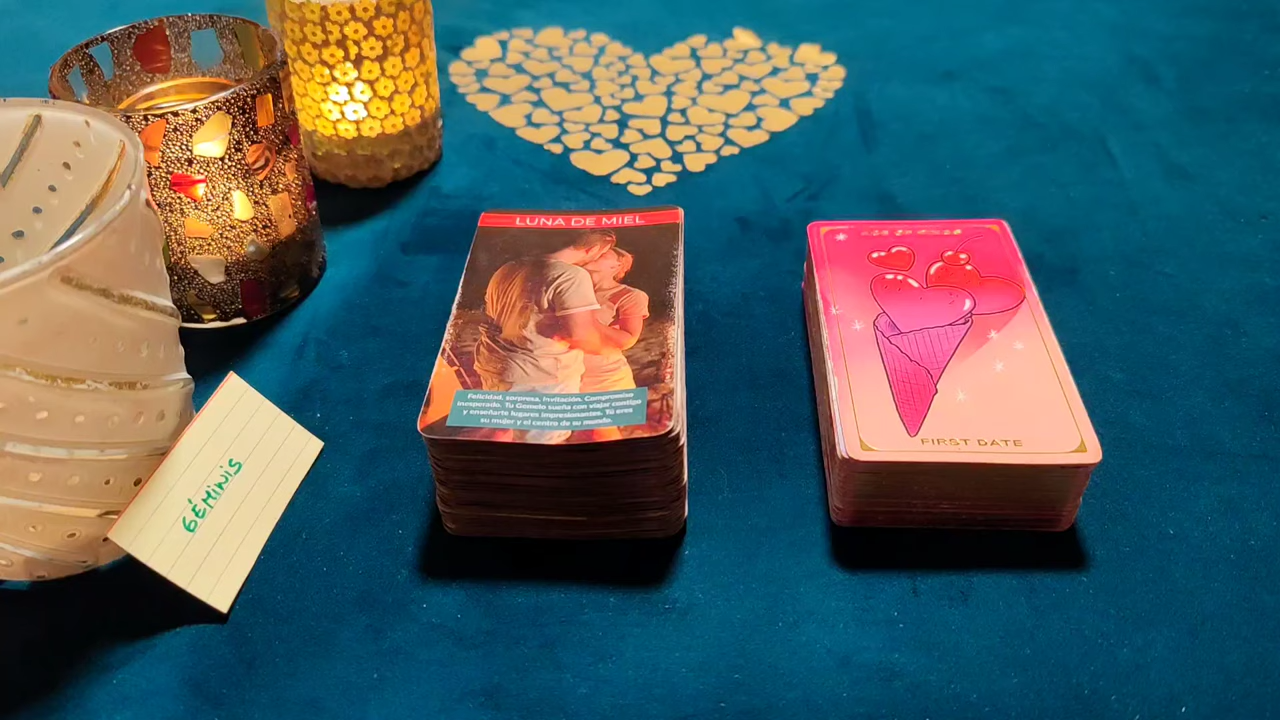 LUNA DE MIEL
Felicidad, sorpresa, invitación. Compromiso
inesperado. Tu Gemelo sueña con viajar contigo
y enseñarte lugares impresionantes. Tú eres
su mujer y el centro de su mundo.
FIRST DATE
GÉMINIS